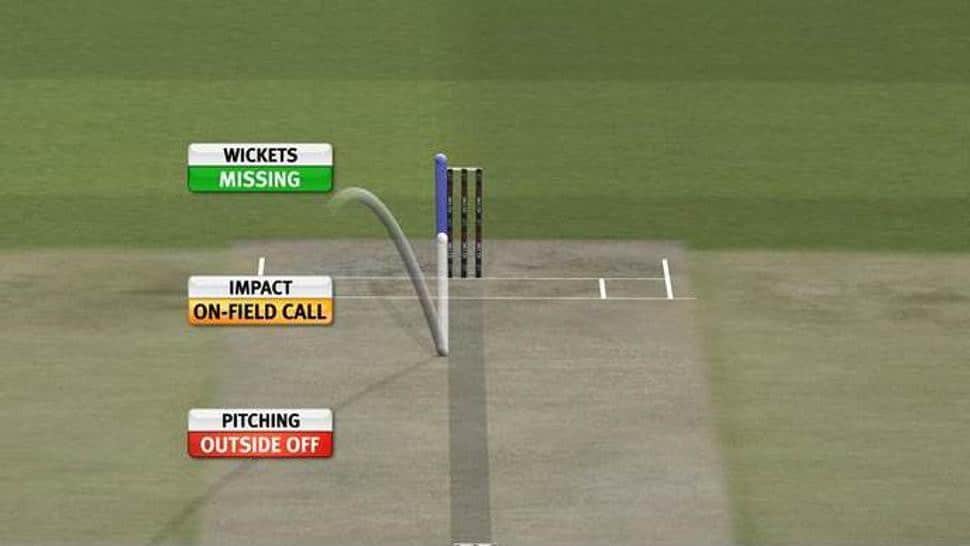 WICKETS
MISSING
IMPACT
ON-FIELD CALL
PITCHING
OUTSIDE OFF